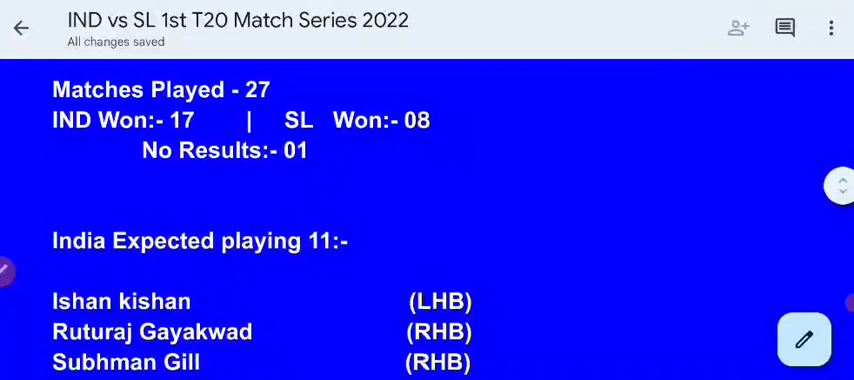 IND vs SL 1st T20 Match Series 2022
All changes saved
Matches Played - 27
IND Won:- 17 | SL Won:- 08
No Results:- 01
India Expected playing 11:-
Ishan kishan (LHB)
Ruturaj Gayakwad (RHB)
Subhman Gill (RHB)